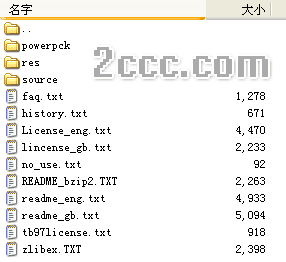 名字 大小
..
powerpck
res
2ccc.com
source
faq.txt 1,278
history.txt 671
License_eng.txt 4,470
lincense_gb.txt 2,233
no_use.txt 92
README_bzip2.TXT 2,263
readme_eng.txt 4,933
readme_gb.txt 5,094
tb97license.txt 918
zlibex.TXT 2,398